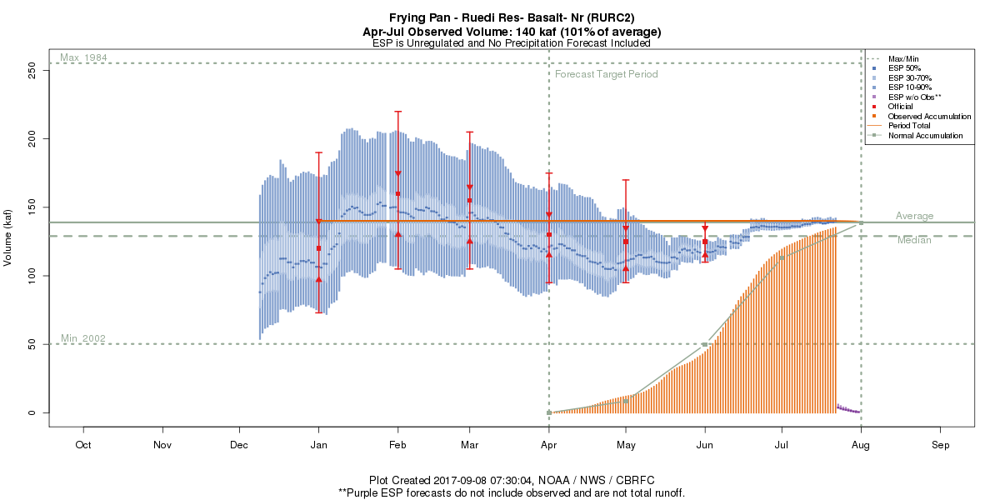 Frying Pan - Ruedi Res- Basalt- Nr (RURC2)
Apr-Jul Observed Volume: 140 kaf (101% of average)
ESP is Unregulated and No Precipitation Forecast Included
Max 1984
Forecast Target Period
Max/Min
ESP 50%
ESP 30-70%
ESP 10-90%
ESP w/o Obs**
Official
Observed Accumulation
Period Total
Normal Accumulation
Average
Median
Min 2002
Volume (kaf)
250
200
150
100
50
0
Oct Nov Dec Jan Feb Mar Apr May Jun Jul Aug Sep
Plot Created 2017-09-08 07:30:04, NOAA / NWS / CBRFC
**Purple ESP forecasts do not include observed and are not total runoff.